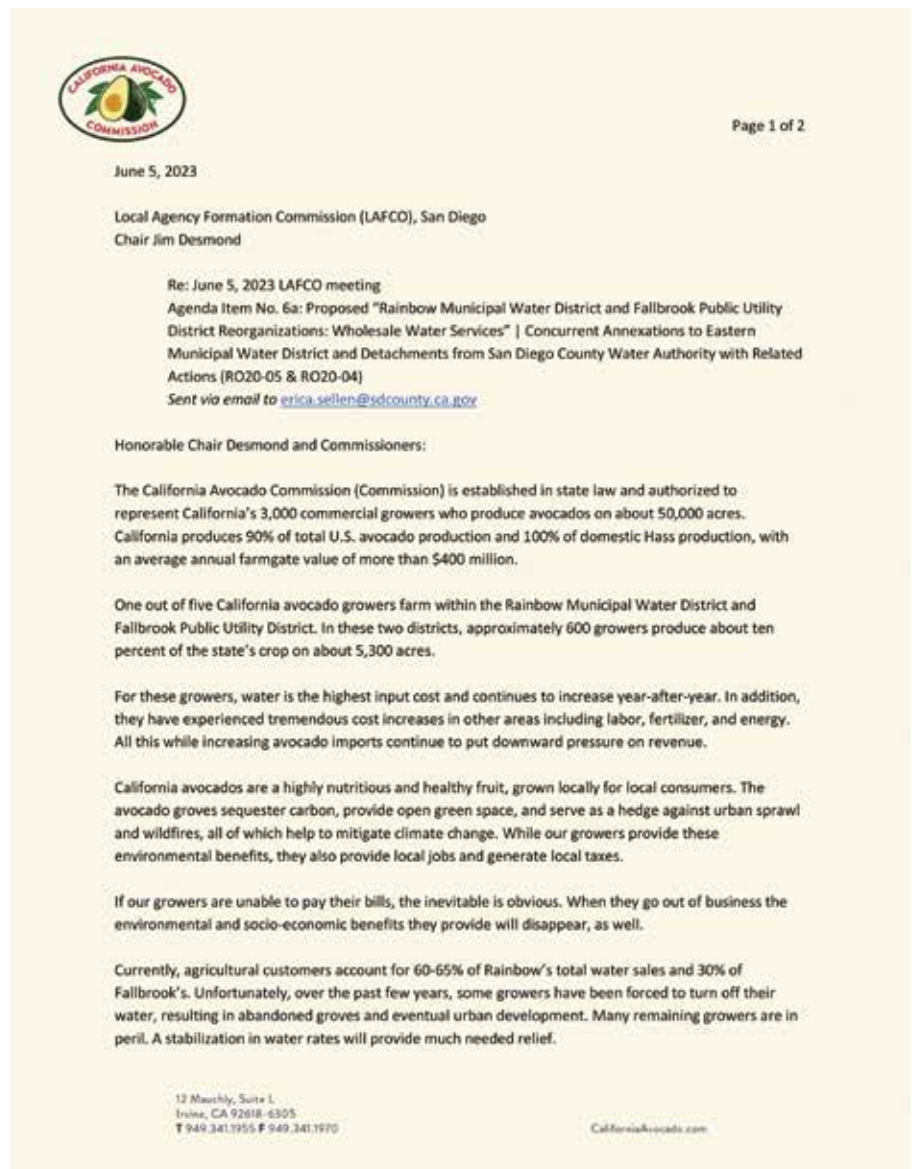 CALIFORNIA AVOCADO
COMMISSION
Page 1 of 2
June 5, 2023
Local Agency Formation Commission (LAFCO), San Diego
Chair Jim Desmond
Re: June 5, 2023 LAFCO meeting
Agenda Item No. 6a: Proposed "Rainbow Municipal Water District and Fallbrook Public Utility
District Reorganizations: Wholesale Water Services" | Concurrent Annexations to Eastern
Municipal Water District and Detachments from San Diego County Water Authority with Related
Actions (RO20-05 & RO20-04)
Sent via email to erica.sellen@sdcounty.ca.gov
Honorable Chair Desmond and Commissioners:
The California Avocado Commission (Commission) is established in state law and authorized to
represent California's 3,000 commercial growers who produce avocados on about 50,000 acres.
California produces 90% of total U.S. avocado production and 100% of domestic Hass production, with
an average annual farmgate value of more than $400 million.
One out of five California avocado growers farm within the Rainbow Municipal Water District and
Fallbrook Public Utility District. In these two districts, approximately 600 growers produce about ten
percent of the state's crop on about 5,300 acres.
For these growers, water is the highest input cost and continues to increase year-after-year. In addition,
they have experienced tremendous cost increases in other areas including labor, fertilizer, and energy.
All this while increasing avocado imports continue to put downward pressure on revenue.
California avocados are a highly nutritious and healthy fruit, grown locally for local consumers. The
avocado groves sequester carbon, provide open green space, and serve as a hedge against urban sprawl
and wildfires, all of which help to mitigate climate change. While our growers provide these
environmental benefits, they also provide local jobs and generate local taxes.
If our growers are unable to pay their bills, the inevitable is obvious. When they go out of business the
environmental and socio-economic benefits they provide will disappear, as well.
Currently, agricultural customers account for 60-65% of Rainbow's total water sales and 30% of
Fallbrook's. Unfortunately, over the past few years, some growers have been forced to turn off their
water, resulting in abandoned groves and eventual urban development. Many remaining growers are in
peril. A stabilization in water rates will provide much needed relief.
12 Mauchly, Suite L
Irvine, CA 92618-6305
T 949.341.1955 F 949.341.1970
CaliforniaAvocado.com